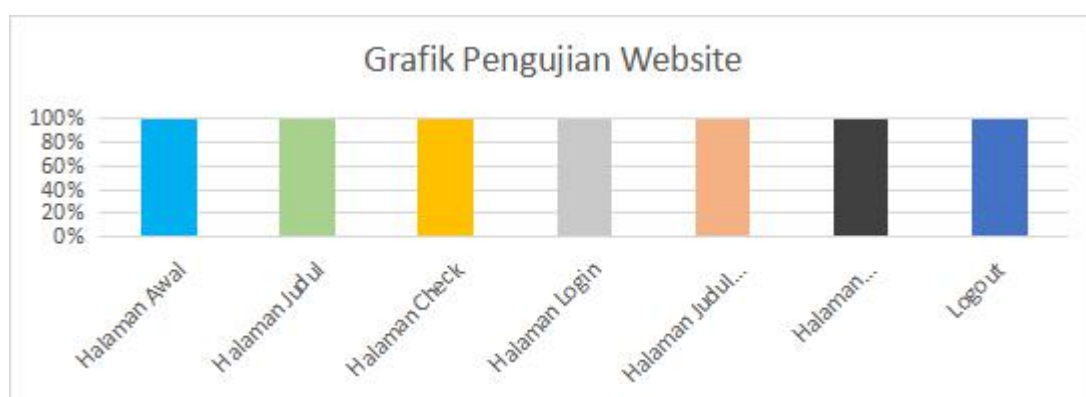 Grafik Pengujian Website
100%
80%
60%
40%
20%
0%
Halaman Awal
Halaman Judul
Halaman Check
Halaman Login
Halaman Judul...
Halaman...
Logout